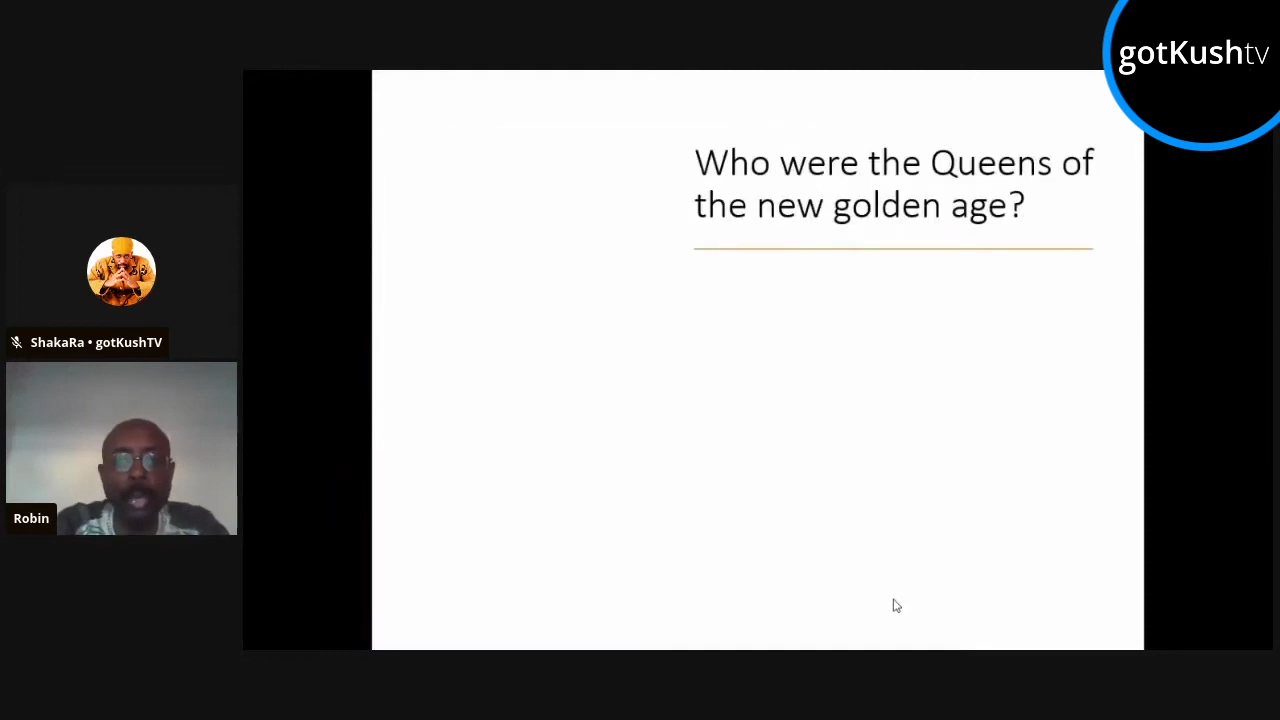 gotKushtv
Who were the Queens of
the new golden age?
ShakaRa • gotKushTV
Robin